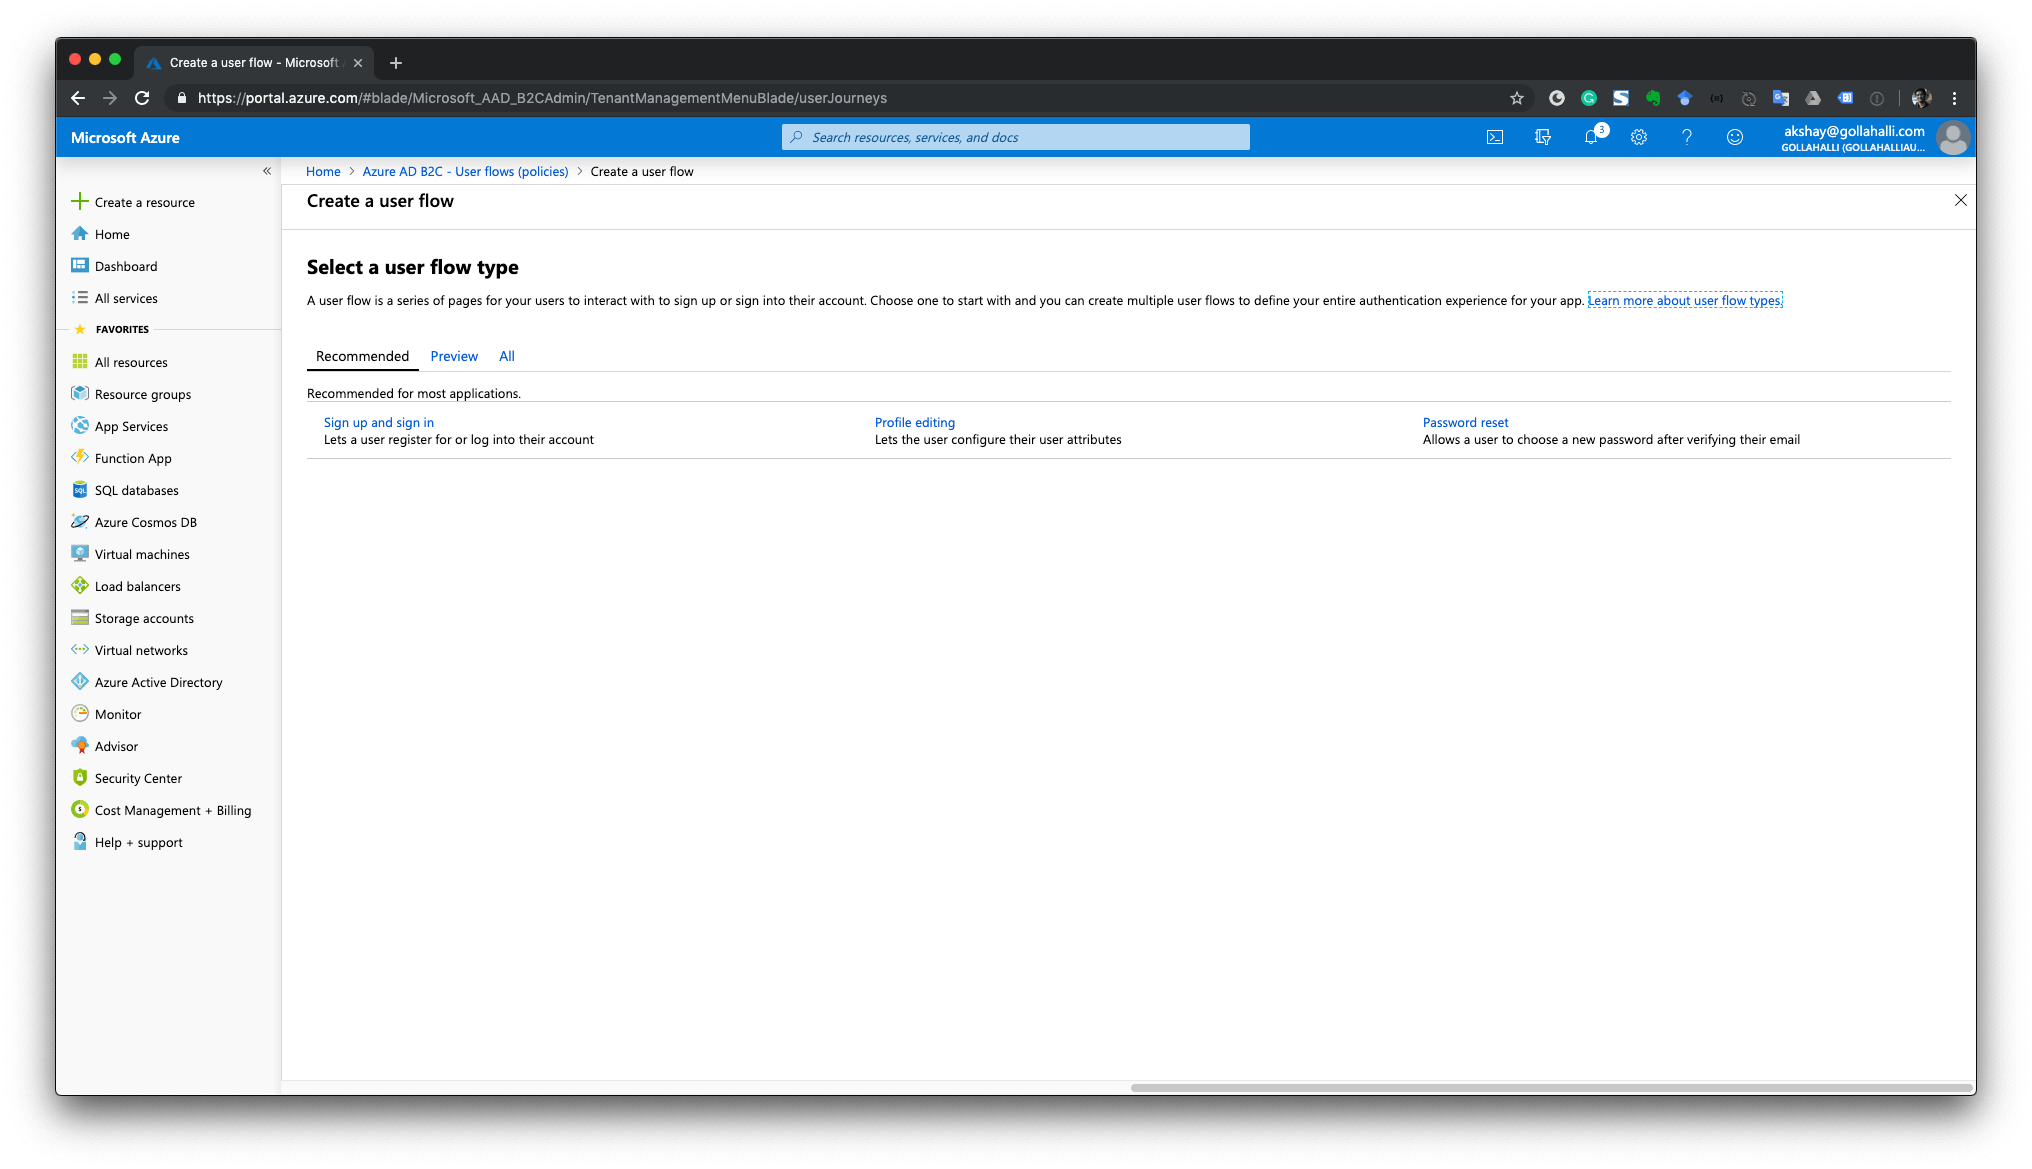 Create a user flow - Microsoft
https://portal.azure.com/#blade/Microsoft_AAD_B2CAdmin/TenantManagementMenuBlade/userJourneys
Microsoft Azure
Search resources, services, and docs
3
akshay@gollahalli.com
GOLLAHALLI (GOLLAHALLIAU...
Home > Azure AD B2C - User flows (policies) > Create a user flow
Create a user flow
Create a resource
Home
Dashboard
All services
FAVORITES
All resources
Resource groups
App Services
Function App
SQL databases
Azure Cosmos DB
Virtual machines
Load balancers
Storage accounts
Virtual networks
Azure Active Directory
Monitor
Advisor
Security Center
Cost Management + Billing
Help + support
Select a user flow type
A user flow is a series of pages for your users to interact with to sign up or sign into their account. Choose one to start with and you can create multiple user flows to define your entire authentication experience for your app. Learn more about user flow types.
Recommended Preview All
Recommended for most applications.
Sign up and sign in
Lets a user register for or log into their account
Profile editing
Lets the user configure their user attributes
Password reset
Allows a user to choose a new password after verifying their email